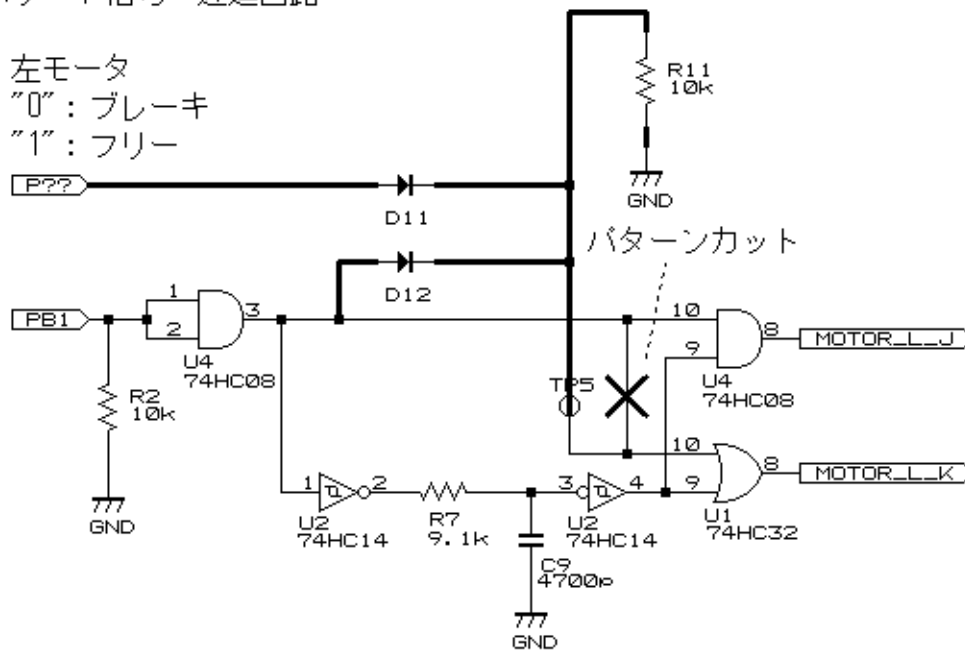 左モータ
"0"：ブレーキ
"1"：フリー
R11
10k
GND
P??
D11
パターンカット
D12
PB1
1
2
3
U4
74HC08
10
9
8
MOTOR_L_J
U4
74HC08
TP5
R2
10k
GND
10
9
8
MOTOR_L_K
U1
74HC32
1
2
U2
74HC14
R7
9.1k
3
4
U2
74HC14
C9
4700p
GND